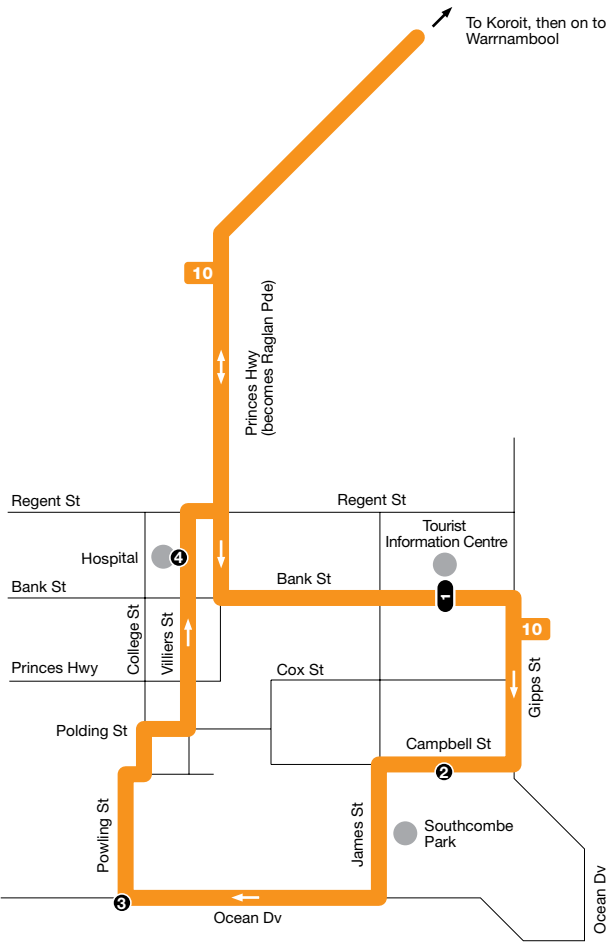 To Koroit, then on to
Warrnambool
10
Princes Hwy
(becomes Raglan Pde)
Regent St
Regent St
Tourist
Information Centre
Hospital
4
Bank St
Bank St
1
College St
Villiers St
10
Princes Hwy
Cox St
Gipps St
Polding St
Campbell St
2
Powling St
James St
Southcombe
Park
3
Ocean Dv
Ocean Dv